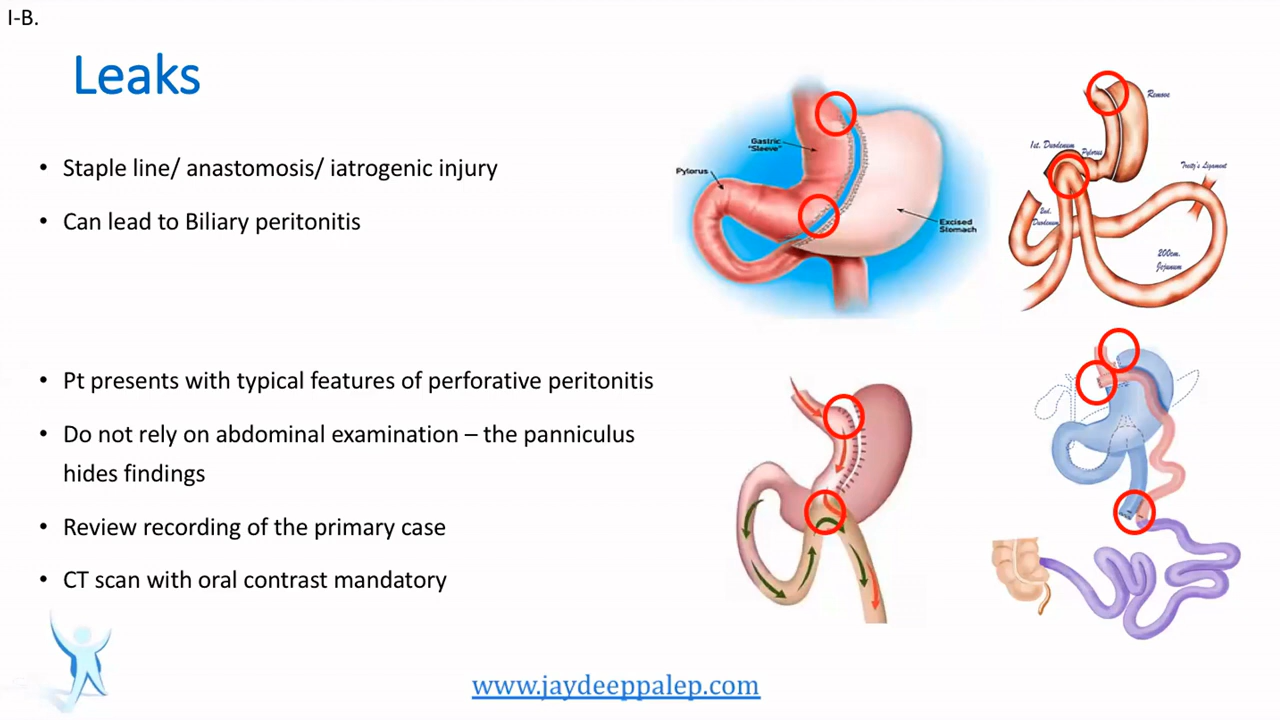 I-B.
Leaks
• Staple line/ anastomosis/ iatrogenic injury
• Can lead to Biliary peritonitis
• Pt presents with typical features of perforative peritonitis
• Do not rely on abdominal examination – the panniculus
hides findings
• Review recording of the primary case
• CT scan with oral contrast mandatory
Gastric
"Sleeve"
Pylorus
Excised
Stomach
Remove
1st. Duodenum
Pylorus
Treitz's Ligament
2nd.
Duodenum
200cm.
Jejunum
www.jaydeeppalep.com